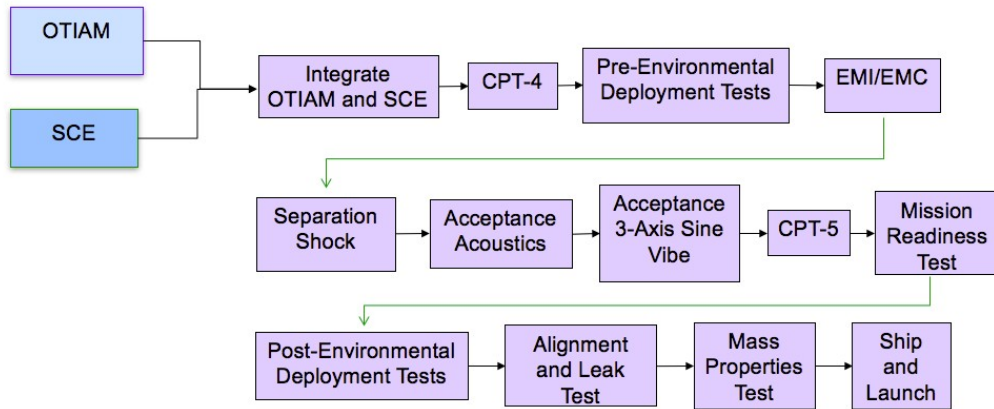 OTIAM
SCE
Integrate
OTIAM and SCE
CPT-4
Pre-Environmental
Deployment Tests
EMI/EMC
Separation
Shock
Acceptance
Acoustics
Acceptance
3-Axis Sine
Vibe
CPT-5
Mission
Readiness
Test
Post-Environmental
Deployment Tests
Alignment
and Leak
Test
Mass
Properties
Test
Ship
and
Launch